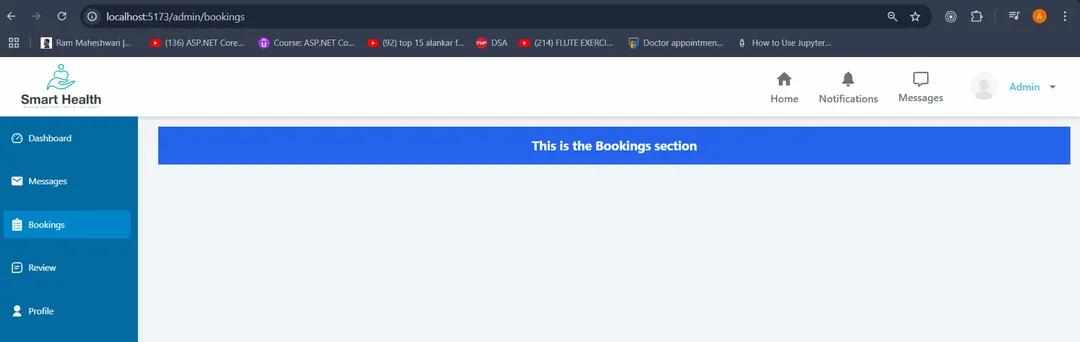 localhost:5173/admin/bookings
Ram Maheshwari |...
(136) ASP.NET Core...
Course: ASP.NET Co...
(92) top 15 alankar f...
DSA
(214) FLUTE EXERCI...
Doctor appointmen...
How to Use Jupyter...
Smart Health
Home
Notifications
Messages
Admin
A
Dashboard
Messages
Bookings
Review
Profile
This is the Bookings section